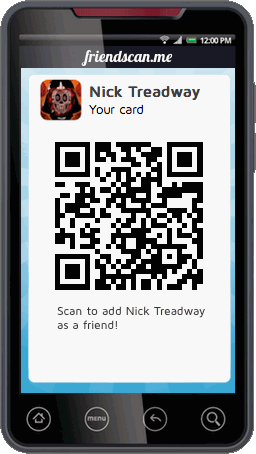 12:00 PM
friendscan.me
Nick Treadway
Your card
Scan to add Nick Treadway
as a friend!
MENU